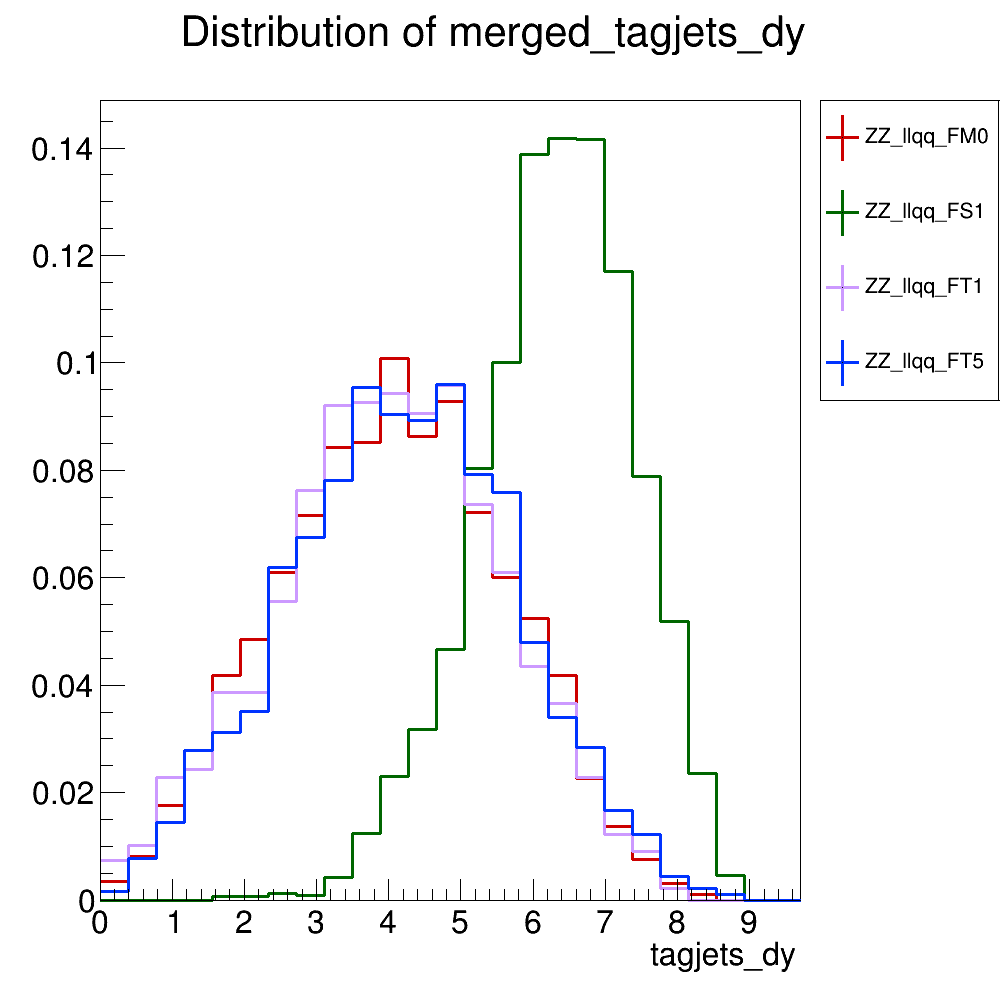 Distribution of merged_tagjets_dy
0.14
0.12
0.1
0.08
0.06
0.04
0.02
0
0 1 2 3 4 5 6 7 8 9
tagjets_dy
ZZ_llqq_FM0
ZZ_llqq_FS1
ZZ_llqq_FT1
ZZ_llqq_FT5